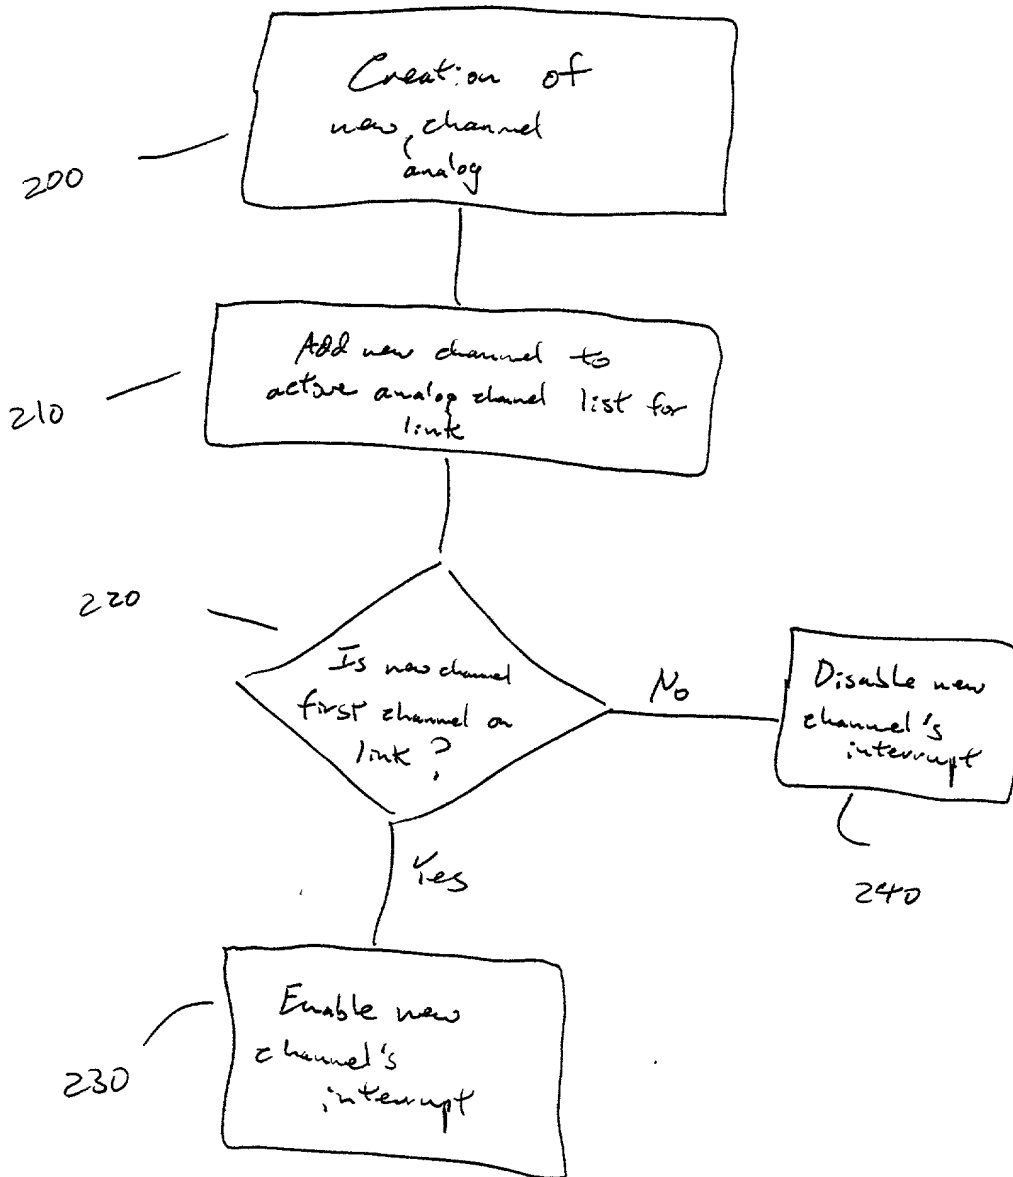 Creation of
new channel
analog
200
Add new channel to
active analog channel list for
link
210
220
Is new channel
first channel on
link?
No
Disable new
channel's
interrupt
240
Yes
Enable new
channel's
interrupt
230